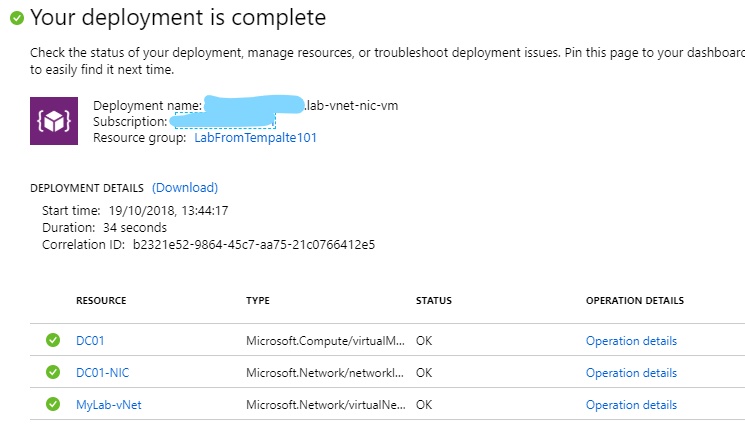 Your deployment is complete
Check the status of your deployment, manage resources, or troubleshoot deployment issues. Pin this page to your dashboard
to easily find it next time.
Deployment name: .lab-vnet-nic-vm
Subscription:
Resource group: LabFromTempalte101
DEPLOYMENT DETAILS (Download)
Start time: 19/10/2018, 13:44:17
Duration: 34 seconds
Correlation ID: b2321e52-9864-45c7-aa75-21c0766412e5
RESOURCE TYPE STATUS OPERATION DETAILS
DC01 Microsoft.Compute/virtualM... OK Operation details
DC01-NIC Microsoft.Network/networkI... OK Operation details
MyLab-vNet Microsoft.Network/virtualNe... OK Operation details